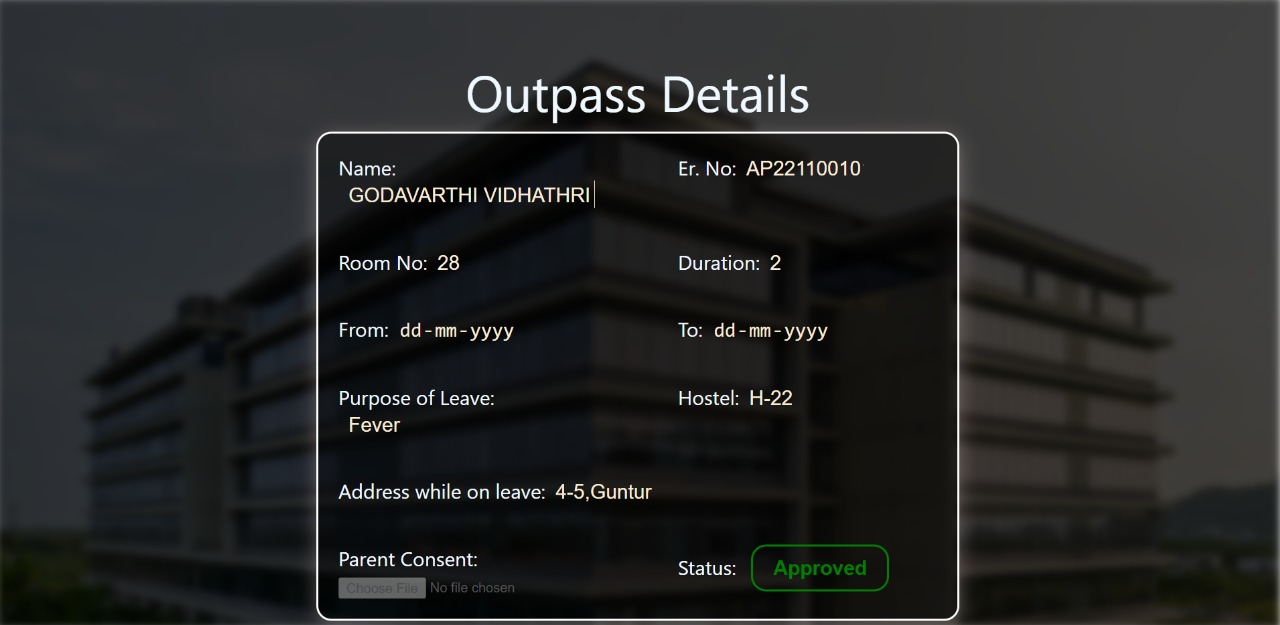 Outpass Details
Name: Er. No: AP22110010
GODAVARTHI VIDHATHRI
Room No: 28 Duration: 2
From: dd-mm-yyyy To: dd-mm-yyyy
Purpose of Leave: Hostel: H-22
Fever
Address while on leave: 4-5,Guntur
Parent Consent:
Status: Approved
Choose File No file chosen